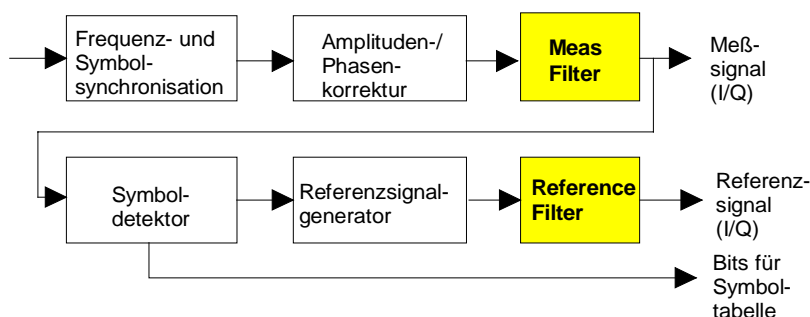 Frequenz- und
Symbol-
synchronisation
Amplituden-/
Phasen-
korrektur
Meas
Filter
Meß-
signal
(I/Q)
Symbol-
detektor
Referenzsignal-
generator
Reference
Filter
Referenz-
signal
(I/Q)
Bits für
Symbol-
tabelle